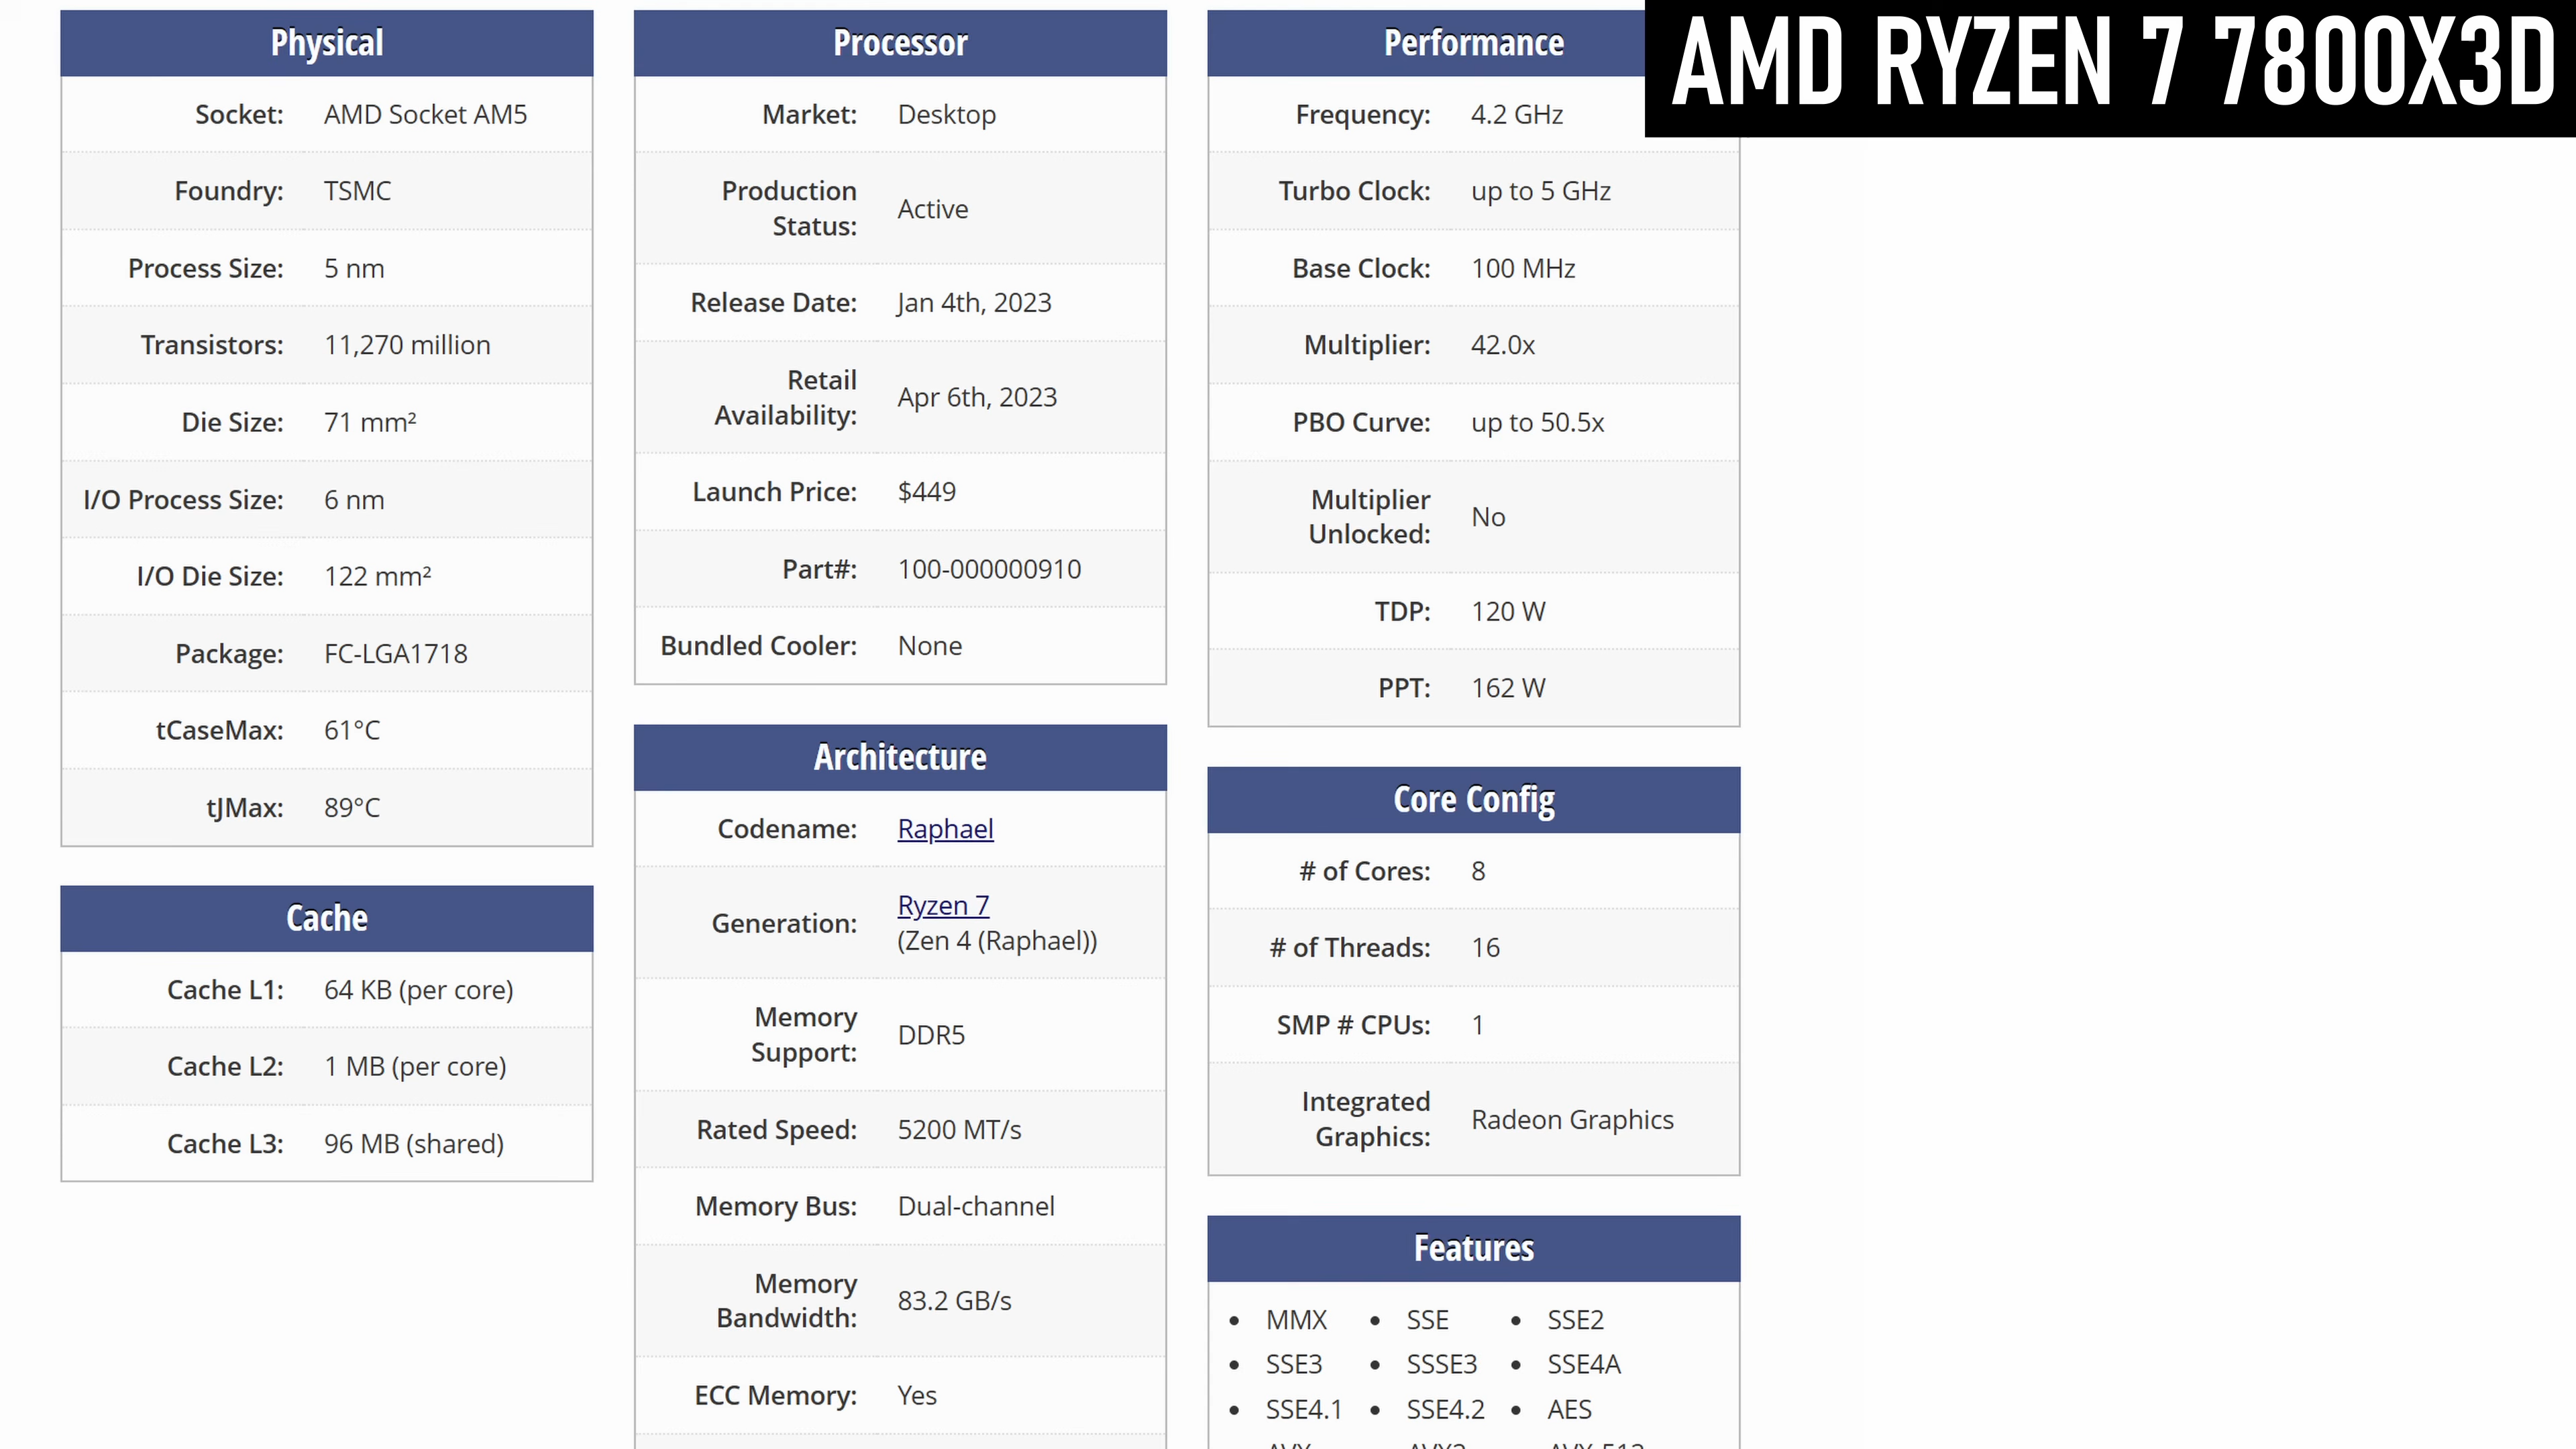 AMD RYZEN 7 7800X3D
Physical
Socket: AMD Socket AM5
Foundry: TSMC
Process Size: 5 nm
Transistors: 11,270 million
Die Size: 71 mm²
I/O Process Size: 6 nm
I/O Die Size: 122 mm²
Package: FC-LGA1718
tCaseMax: 61°C
tJMax: 89°C
Cache
Cache L1: 64 KB (per core)
Cache L2: 1 MB (per core)
Cache L3: 96 MB (shared)
Processor
Market: Desktop
Production
Status: Active
Release Date: Jan 4th, 2023
Retail
Availability: Apr 6th, 2023
Launch Price: $449
Part#: 100-000000910
Bundled Cooler: None
Architecture
Codename: Raphael
Generation: Ryzen 7
(Zen 4 (Raphael))
Memory
Support: DDR5
Rated Speed: 5200 MT/s
Memory Bus: Dual-channel
Memory
Bandwidth: 83.2 GB/s
ECC Memory: Yes
Performance
Frequency: 4.2 GHz
Turbo Clock: up to 5 GHz
Base Clock: 100 MHz
Multiplier: 42.0x
PBO Curve: up to 50.5x
Multiplier
Unlocked: No
TDP: 120 W
PPT: 162 W
Core Config
# of Cores: 8
# of Threads: 16
SMP # CPUs: 1
Integrated
Graphics: Radeon Graphics
Features
• MMX • SSE • SSE2
• SSE3 • SSSE3 • SSE4A
• SSE4.1 • SSE4.2 • AES